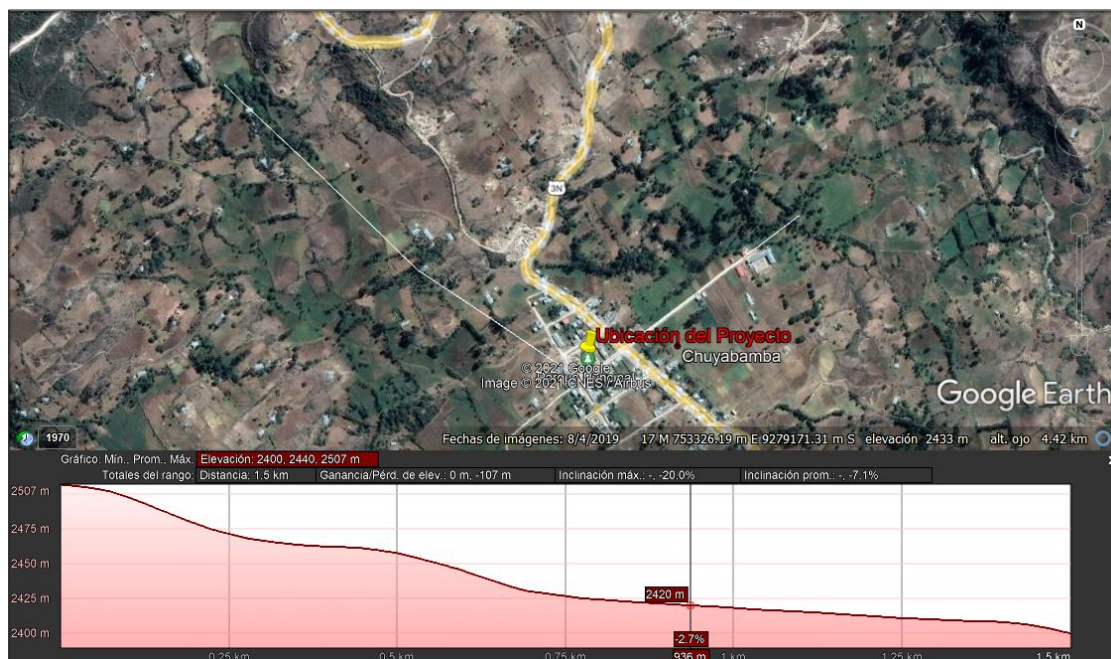 N
3N
Ubicación del Proyecto
Chuyabamba
© 2021 Google
Parque Principal
Image © 2021 CNES / Airbus
Google Earth
1970
Fechas de imágenes: 8/4/2019 17 M 753326.19 m E 9279171.31 m S elevación 2433 m alt. ojo 4.42 km
Gráfico: Mín., Prom., Máx. Elevación: 2400, 2440, 2507 m
Totales del rango: Distancia: 1.5 km Ganancia/Pérd. de elev.: 0 m, -107 m Inclinación máx.: -, -20.0% Inclinación prom.: -, -7.1%
2507 m
2475 m
2450 m
2425 m
2400 m
2420 m
-2.7%
0.25 km 0.5 km 0.75 km 936 m 1 km 1.25 km 1.5 km